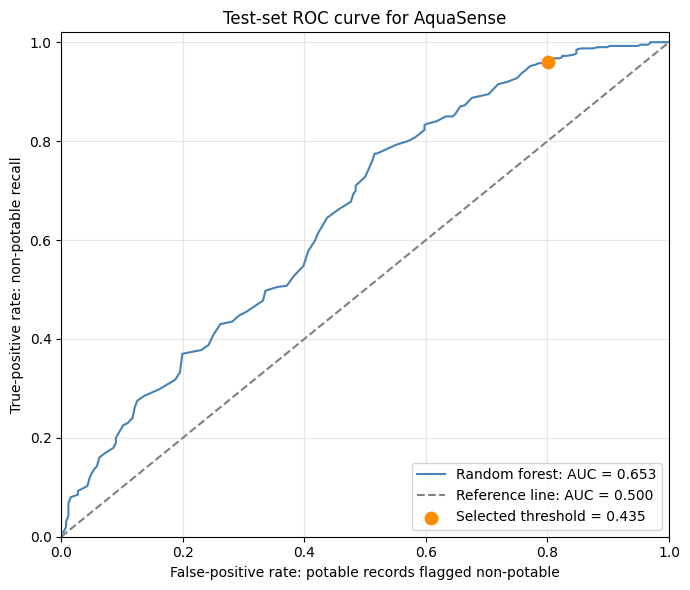 Test-set ROC curve for AquaSense
True-positive rate: non-potable recall
1.0
0.8
0.6
0.4
0.2
0.0
Random forest: AUC = 0.653
Reference line: AUC = 0.500
Selected threshold = 0.435
0.0 0.2 0.4 0.6 0.8 1.0
False-positive rate: potable records flagged non-potable